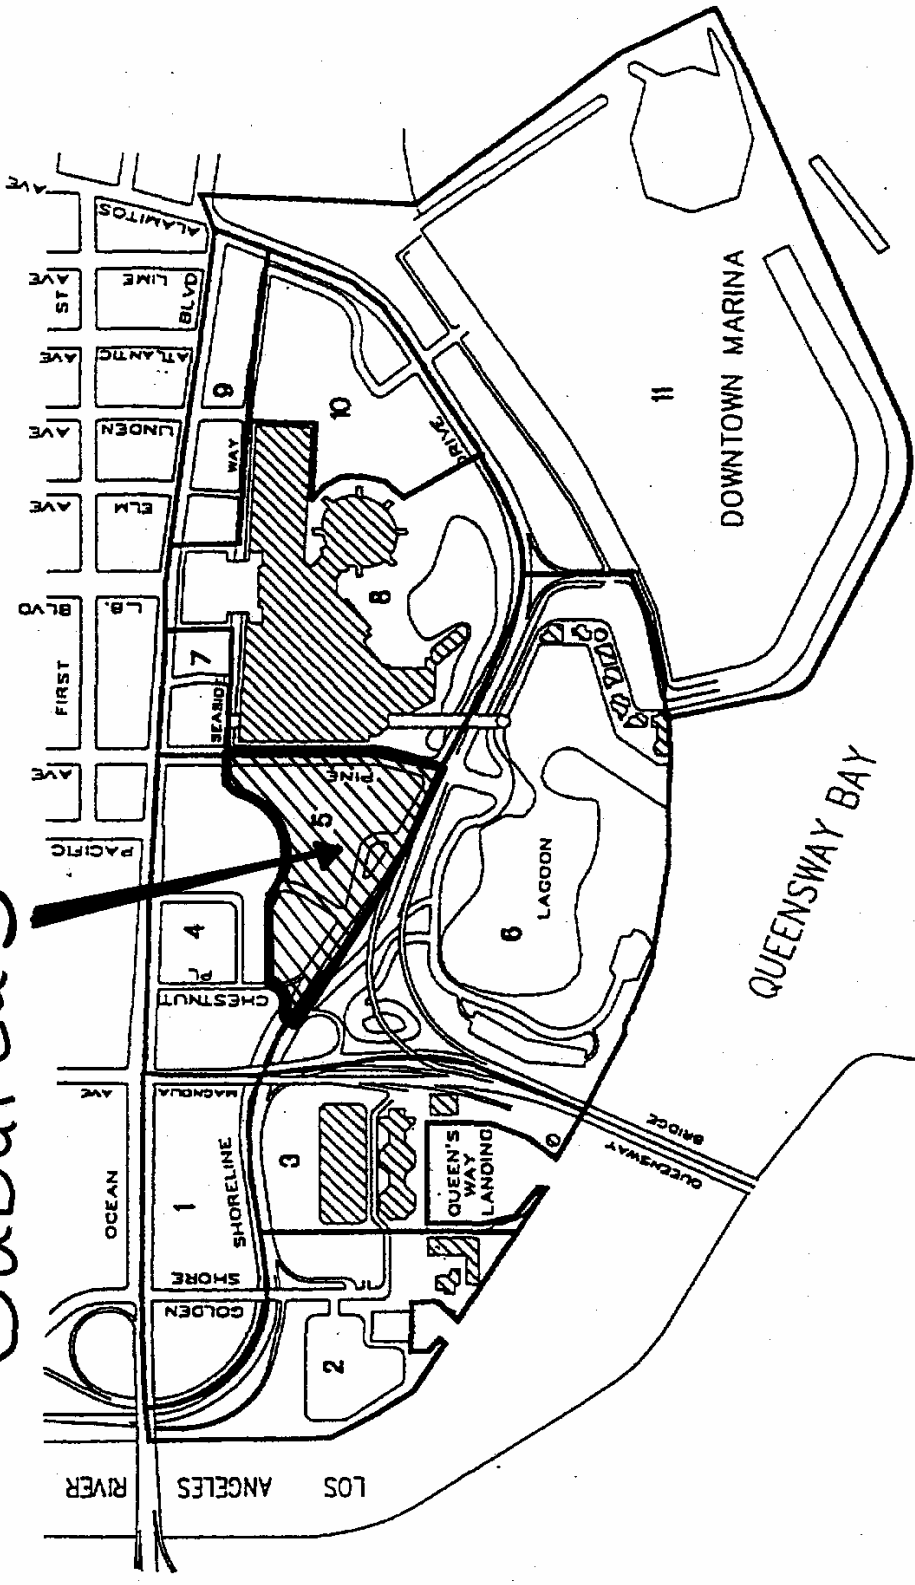 LOS ANGELES RIVER
OCEAN
GOLDEN SHORE
SHORELINE
MAGNOLIA AVE
CHESTNUT PL
PACIFIC AVE
PINE
FIRST ST
L.B. BLVD
ELM AVE
LINDEN AVE
ATLANTIC AVE
LIME AVE
ALAMITOS AVE
BLVD
SEASIDE
WAY
DRIVE
1
2
3
4
5
6
7
8
9
10
11
QUEEN'S
WAY
LANDING
LAGOON
QUEENSWAY
BRIDGE
QUEENSWAY BAY
DOWNTOWN MARINA